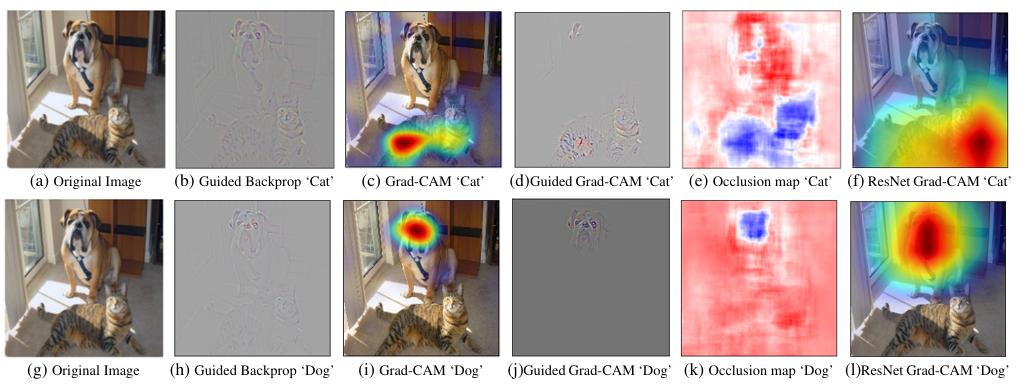 (a) Original Image (b) Guided Backprop ‘Cat’ (c) Grad-CAM ‘Cat’ (d)Guided Grad-CAM ‘Cat’ (e) Occlusion map ‘Cat’ (f) ResNet Grad-CAM ‘Cat’
(g) Original Image (h) Guided Backprop ‘Dog’ (i) Grad-CAM ‘Dog’ (j)Guided Grad-CAM ‘Dog’ (k) Occlusion map ‘Dog’ (l)ResNet Grad-CAM ‘Dog’